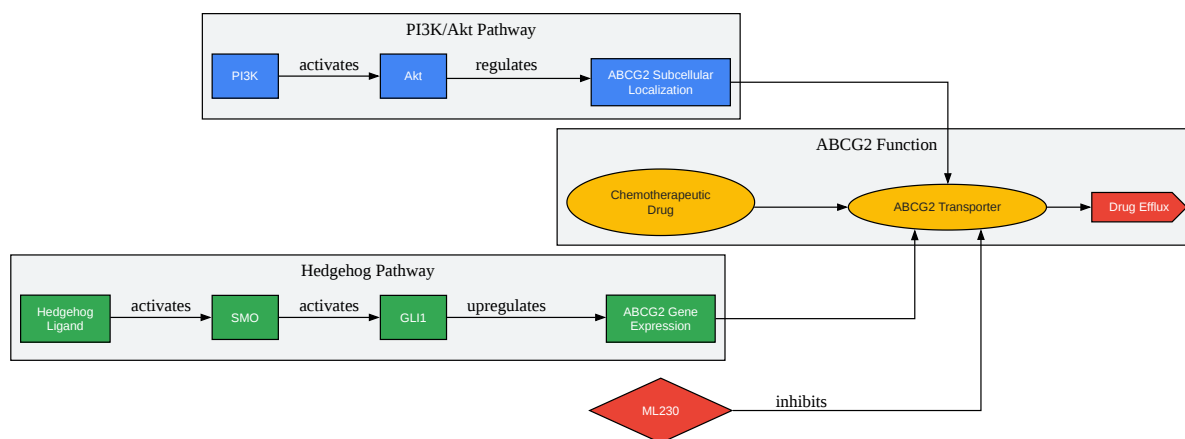 PI3K/Akt Pathway
PI3K
activates
Akt
regulates
ABCG2 Subcellular
Localization
ABCG2 Function
Chemotherapeutic
Drug
ABCG2 Transporter
Drug Efflux
Hedgehog Pathway
Hedgehog
Ligand
activates
SMO
activates
GLI1
upregulates
ABCG2 Gene
Expression
ML230
inhibits